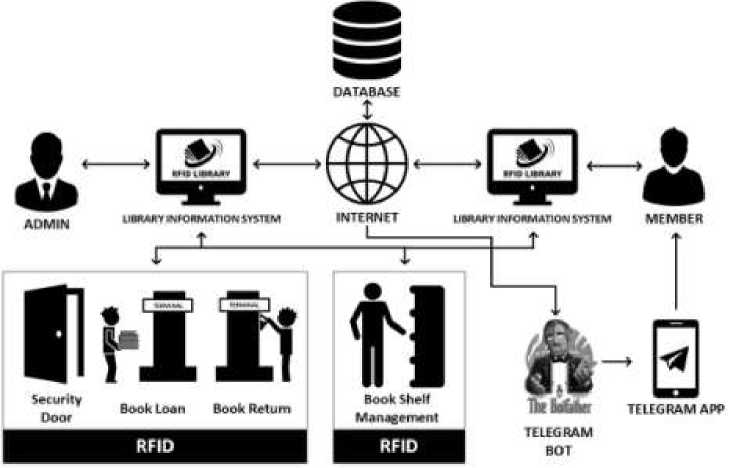 DATABASE
RFID LIBRARY
RFID LIBRARY
ADMIN
LIBRARY INFORMATION SYSTEM
INTERNET
LIBRARY INFORMATION SYSTEM
MEMBER
TERMINAL
TERMINAL
Security
Door
Book Loan
Book Return
RFID
Book Shelf
Management
RFID
The Botfather
TELEGRAM
BOT
TELEGRAM APP